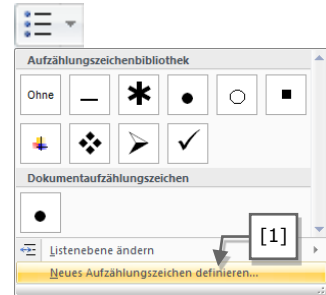 Aufzählungszeichenbibliothek
Ohne
Dokumentaufzählungszeichen
[1]
Listenebene ändern
Neues Aufzählungszeichen definieren...